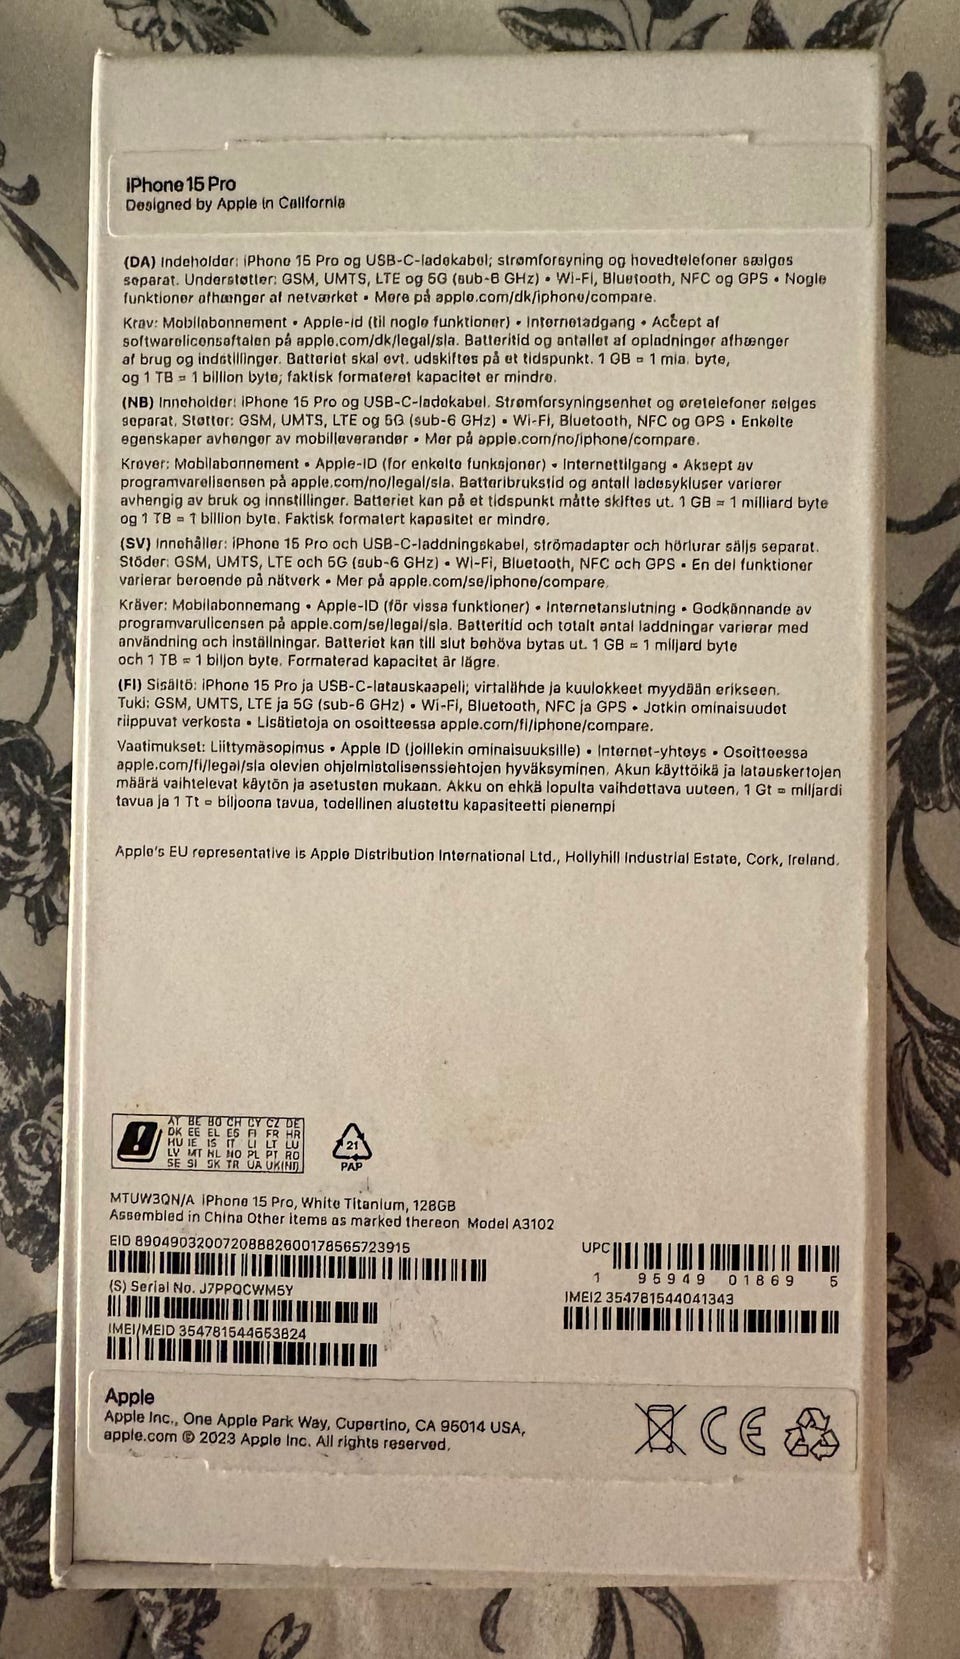 iPhone 15 Pro
Designed by Apple in California
(DA) Indeholder: iPhone 15 Pro og USB-C-ladekabel; strømforsyning og hovedtelefoner sælges
separat. Understøtter: GSM, UMTS, LTE og 5G (sub-6 GHz) • Wi-Fi, Bluetooth, NFC og GPS • Nogle
funktioner afhænger af netværket • Mere på apple.com/dk/iphone/compare.
Krav: Mobilabonnement • Apple-id (til nogle funktioner) • Internetadgang • Accept af
softwarelicensaftalen på apple.com/dk/legal/sla. Batteritid og antallet af opladninger afhænger
af brug og indstillinger. Batteriet skal evt. udskiftes på et tidspunkt. 1 GB = 1 mia. byte,
og 1 TB = 1 billion byte; faktisk formateret kapacitet er mindre.
(NB) Inneholder: iPhone 15 Pro og USB-C-ladekabel. Strømforsyningsenhet og øretelefoner selges
separat. Støtter: GSM, UMTS, LTE og 5G (sub-6 GHz) • Wi-Fi, Bluetooth, NFC og GPS • Enkelte
egenskaper avhenger av mobilleverandør • Mer på apple.com/no/iphone/compare.
Krever: Mobilabonnement • Apple-ID (for enkelte funksjoner) • Internettilgang • Aksept av
programvarelisensen på apple.com/no/legal/sla. Batteribrukstid og antall ladesykluser varierer
avhengig av bruk og innstillinger. Batteriet kan på et tidspunkt måtte skiftes ut. 1 GB = 1 milliard byte
og 1 TB = 1 billion byte. Faktisk formatert kapasitet er mindre.
(SV) Innehåller: iPhone 15 Pro och USB-C-laddningskabel, strömadapter och hörlurar säljs separat.
Stöder: GSM, UMTS, LTE och 5G (sub-6 GHz) • Wi-Fi, Bluetooth, NFC och GPS • En del funktioner
varierar beroende på nätverk • Mer på apple.com/se/iphone/compare.
Kräver: Mobilabonnemang • Apple-ID (för vissa funktioner) • Internetanslutning • Godkännande av
programvarulicensen på apple.com/se/legal/sla. Batteritid och totalt antal laddningar varierar med
användning och inställningar. Batteriet kan till slut behöva bytas ut. 1 GB = 1 miljard byte
och 1 TB = 1 biljon byte. Formaterad kapacitet är lägre.
(FI) Sisältö: iPhone 15 Pro ja USB-C-latauskaapeli; virtalähde ja kuulokkeet myydään erikseen.
Tuki: GSM, UMTS, LTE ja 5G (sub-6 GHz) • Wi-Fi, Bluetooth, NFC ja GPS • Jotkin ominaisuudet
riippuvat verkosta • Lisätietoja on osoitteessa apple.com/fi/iphone/compare.
Vaatimukset: Liittymäsopimus • Apple ID (joillekin ominaisuuksille) • Internet-yhteys • Osoitteessa
apple.com/fi/legal/sla olevien ohjelmistolisenssiehtojen hyväksyminen. Akun käyttöikä ja latauskertojen
määrä vaihtelevat käytön ja asetusten mukaan. Akku on ehkä lopulta vaihdettava uuteen. 1 Gt = miljardi
tavua ja 1 Tt = biljoona tavua, todellinen alustettu kapasiteetti pienempi
Apple's EU representative is Apple Distribution International Ltd., Hollyhill Industrial Estate, Cork, Ireland.
AT BE BG CH CY CZ DE
DK EE EL ES FI FR HR
HU IE IS IT LI LT LU
LV MT NL NO PL PT RO
SE SI SK TR UA UK(NI)
21
PAP
MTUW3QN/A iPhone 15 Pro, White Titanium, 128GB
Assembled in China Other items as marked thereon Model A3102
EID 89049032007208882600178565723915
(S) Serial No. J7PPQCWM5Y
IMEI/MEID 354781544653824
UPC
1 95949 01869 5
IMEI2 354781544041343
Apple
Apple Inc., One Apple Park Way, Cupertino, CA 95014 USA,
apple.com © 2023 Apple Inc. All rights reserved.
CE